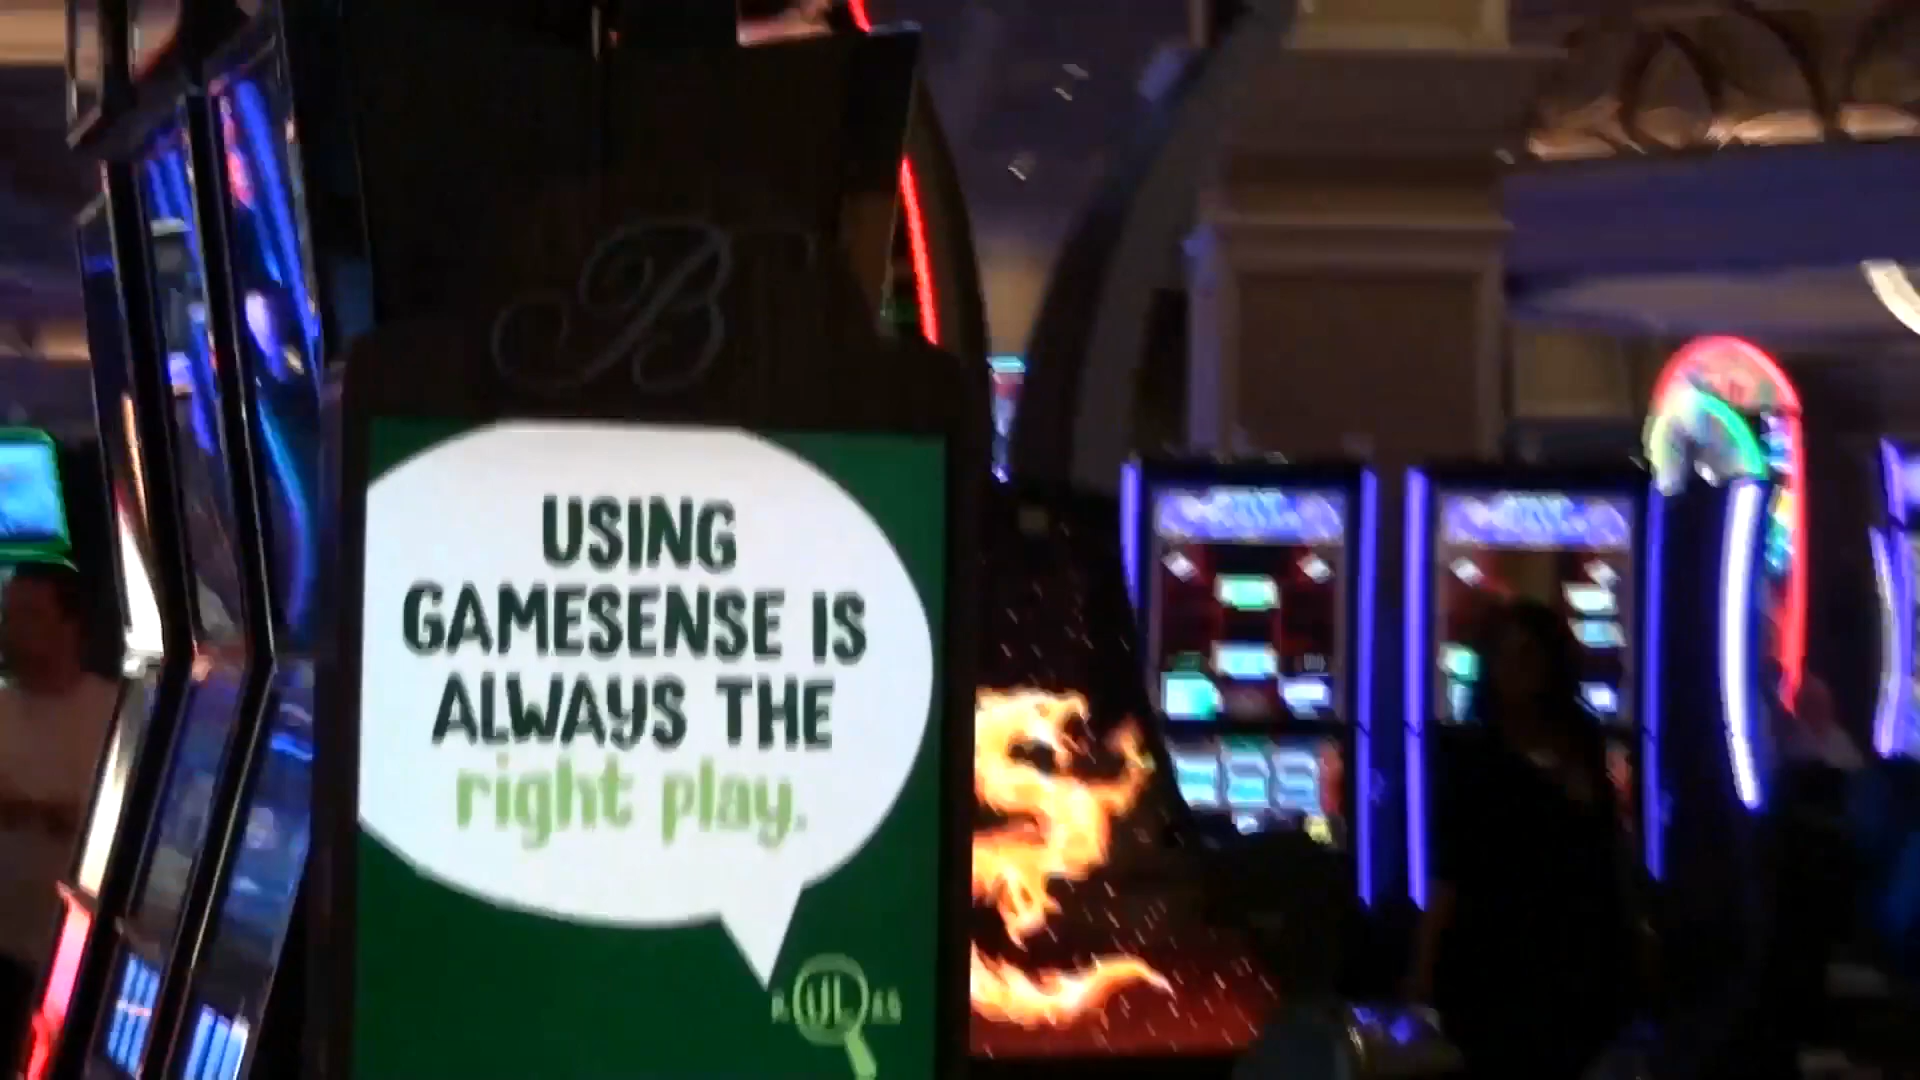 B
USING
GAMESENSE IS
ALWAYS THE
right play.